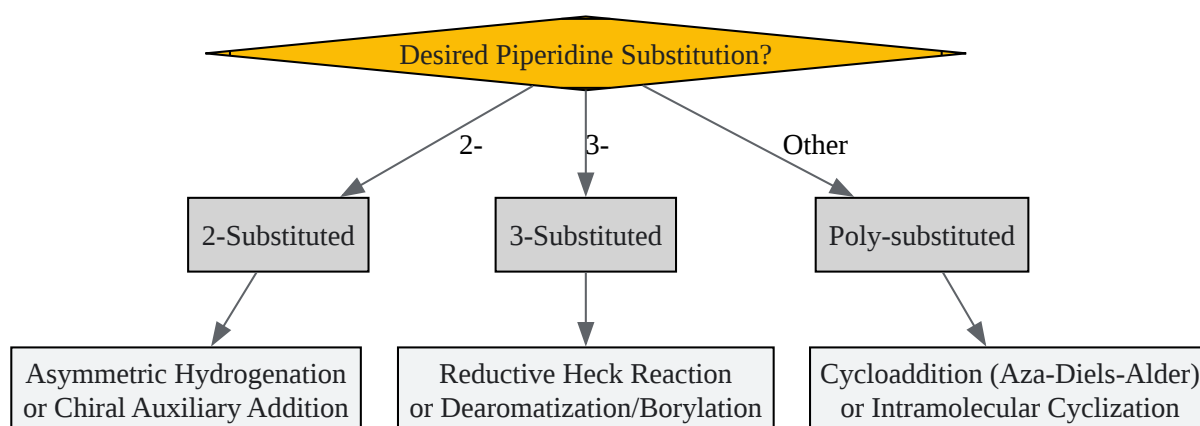 Desired Piperidine Substitution?
2-
3-
Other
2-Substituted
3-Substituted
Poly-substituted
Asymmetric Hydrogenation
or Chiral Auxiliary Addition
Reductive Heck Reaction
or Dearomatization/Borylation
Cycloaddition (Aza-Diels-Alder)
or Intramolecular Cyclization